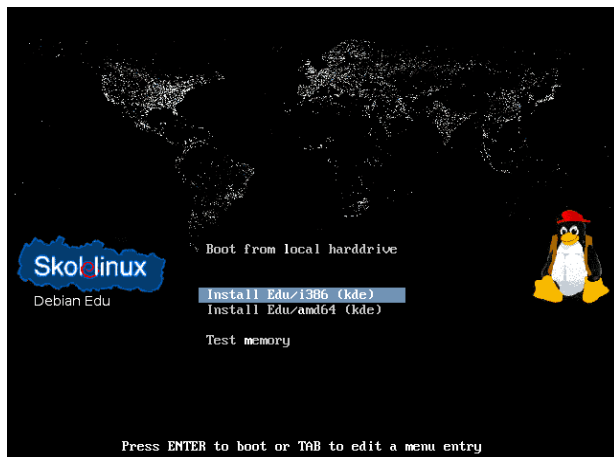 Boot from local harddrive
Skolelinux
Debian Edu
Install Edu/i386 (kde)
Install Edu/amd64 (kde)
Test memory
Press ENTER to boot or TAB to edit a menu entry